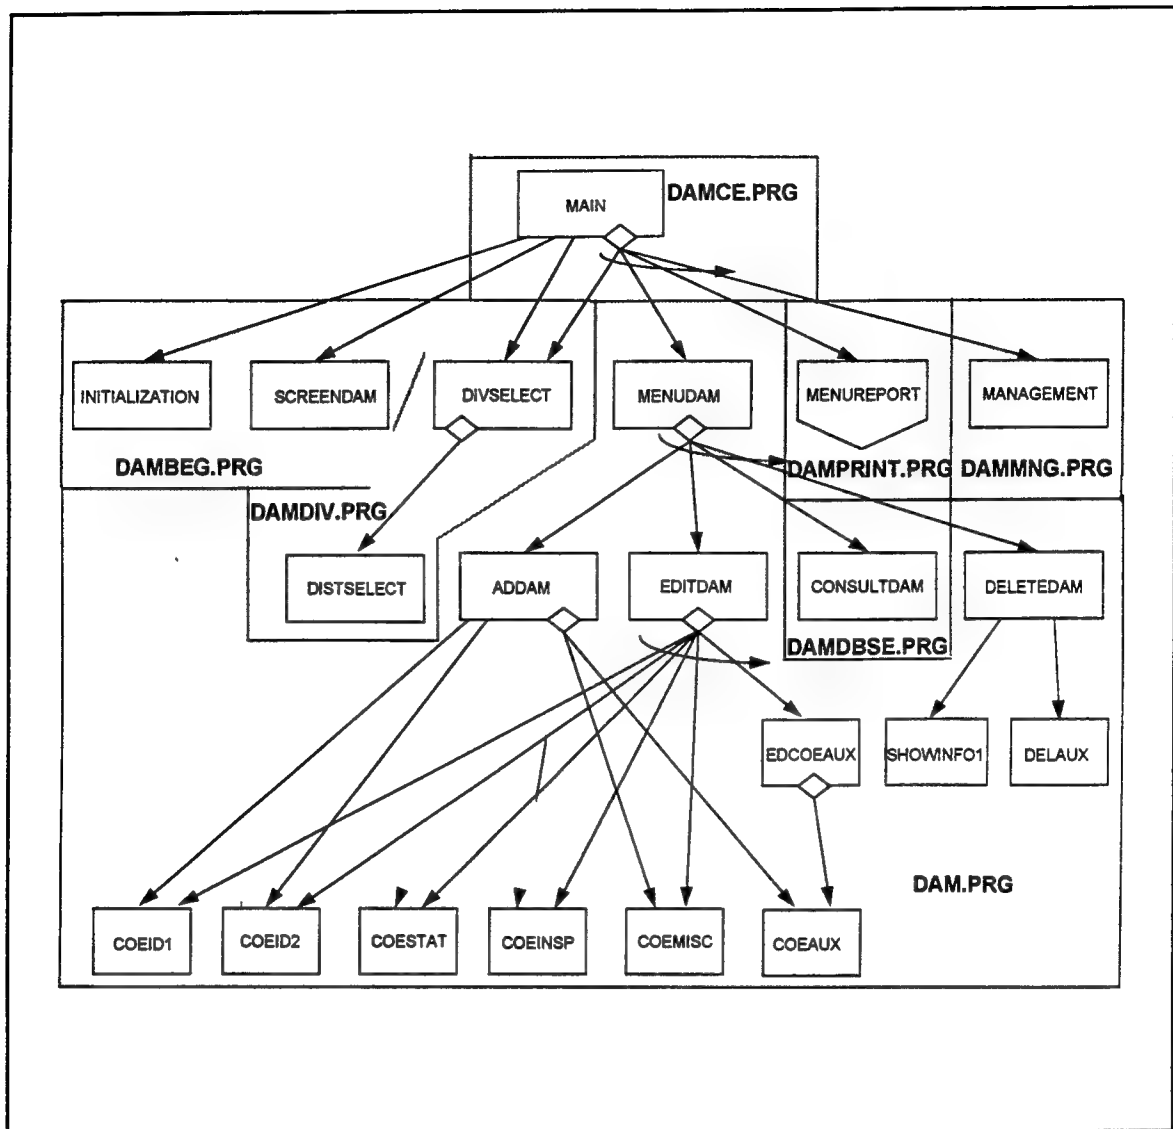 MAIN
DAMCE.PRG
INITIALIZATION
SCREENDAM
DIVSELECT
MENUDAM
MENUREPORT
MANAGEMENT
DAMBEG.PRG
DAMPRINT.PRG
DAMMNG.PRG
DAMDIV.PRG
DISTSELECT
ADDAM
EDITDAM
CONSULTDAM
DELETEDAM
DAMDBSE.PRG
EDCOEAUX
SHOWINFO1
DELAUX
DAM.PRG
COEID1
COEID2
COESTAT
COEINSP
COEMISC
COEAUX